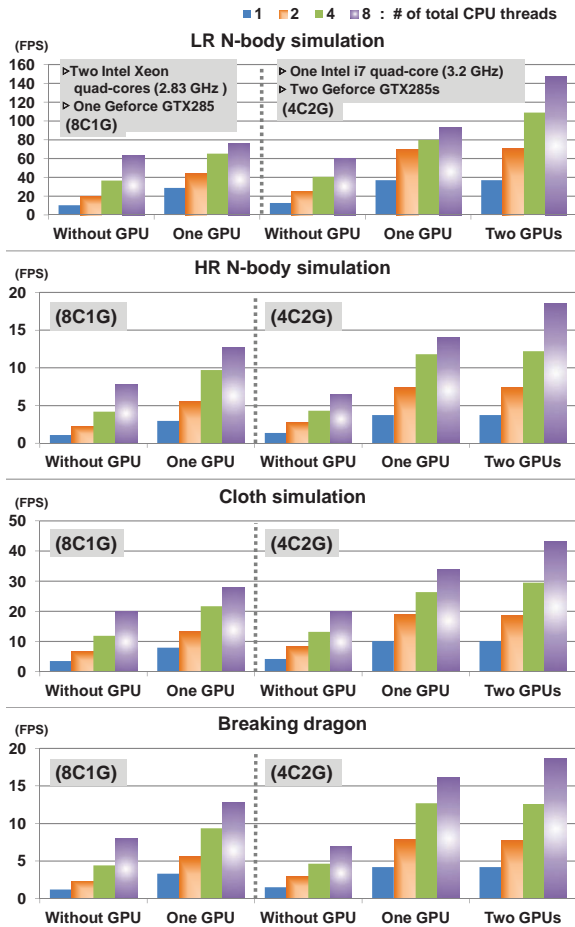 1 2 4 8 : # of total CPU threads
LR N-body simulation
(FPS)
160
140
120
100
80
60
40
20
0
▹Two Intel Xeon
quad-cores (2.83 GHz )
▹ One Geforce GTX285
(8C1G)
▹ One Intel i7 quad-core (3.2 GHz)
▹ Two Geforce GTX285s
(4C2G)
Without GPU One GPU Without GPU One GPU Two GPUs
HR N-body simulation
(FPS)
20
15
10
5
0
(8C1G) (4C2G)
Without GPU One GPU Without GPU One GPU Two GPUs
Cloth simulation
(FPS)
50
40
30
20
10
0
(8C1G) (4C2G)
Without GPU One GPU Without GPU One GPU Two GPUs
Breaking dragon
(FPS)
20
15
10
5
0
(8C1G) (4C2G)
Without GPU One GPU Without GPU One GPU Two GPUs